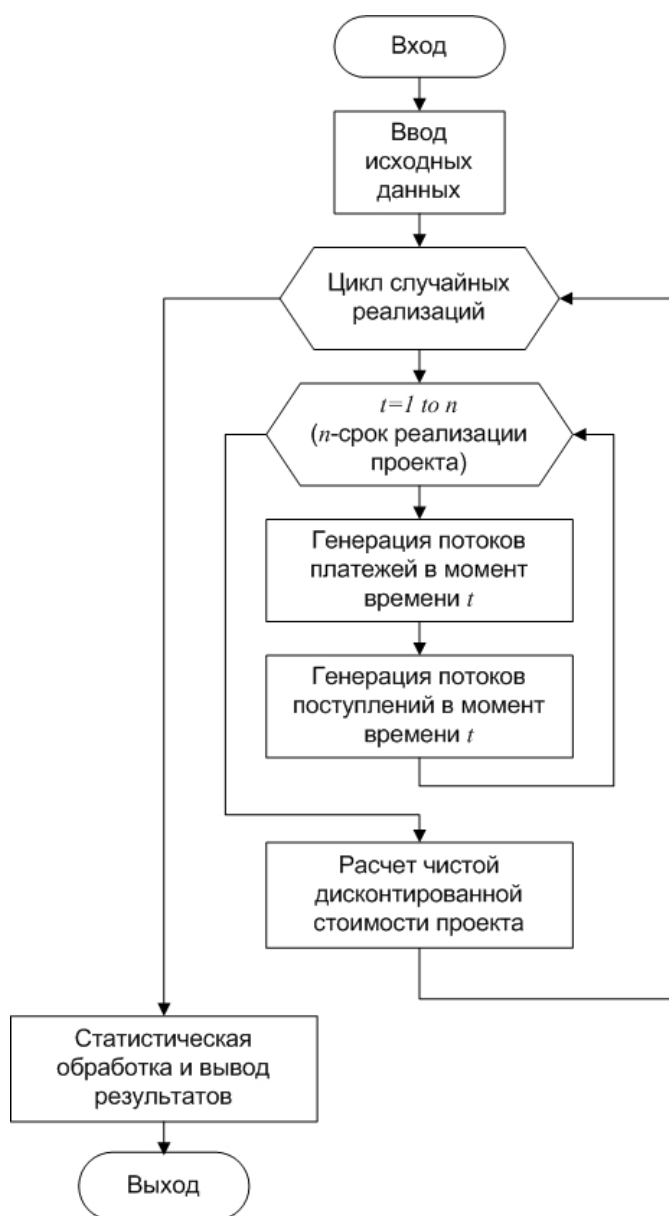 Вход
Ввод
исходных
данных
Цикл случайных
реализаций
t=1 to n
(n-срок реализации
проекта)
Генерация потоков
платежей в момент
времени t
Генерация потоков
поступлений в момент
времени t
Расчет чистой
дисконтированной
стоимости проекта
Статистическая
обработка и вывод
результатов
Выход